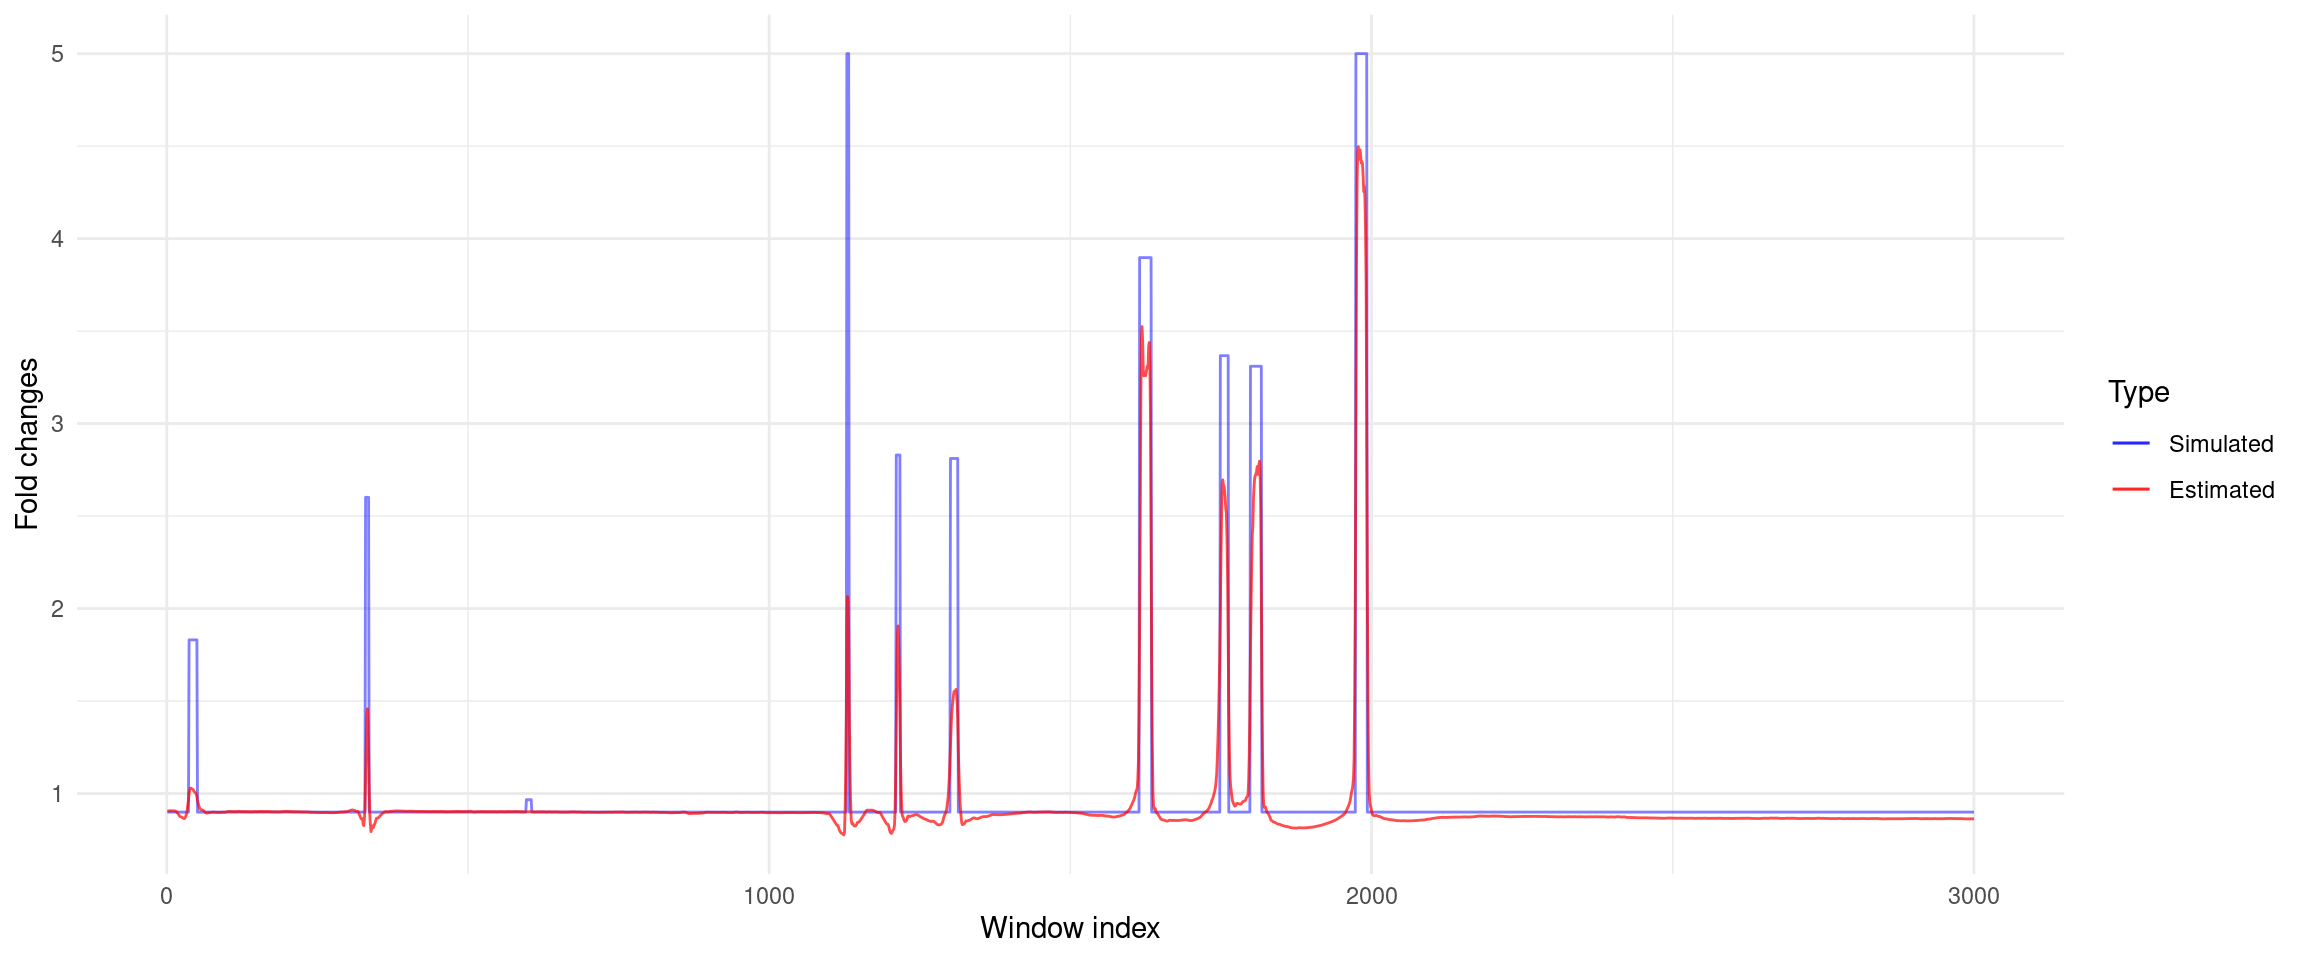 5
4
3
2
1
Fold changes
0
1000
2000
3000
Window index
Type
Simulated
Estimated